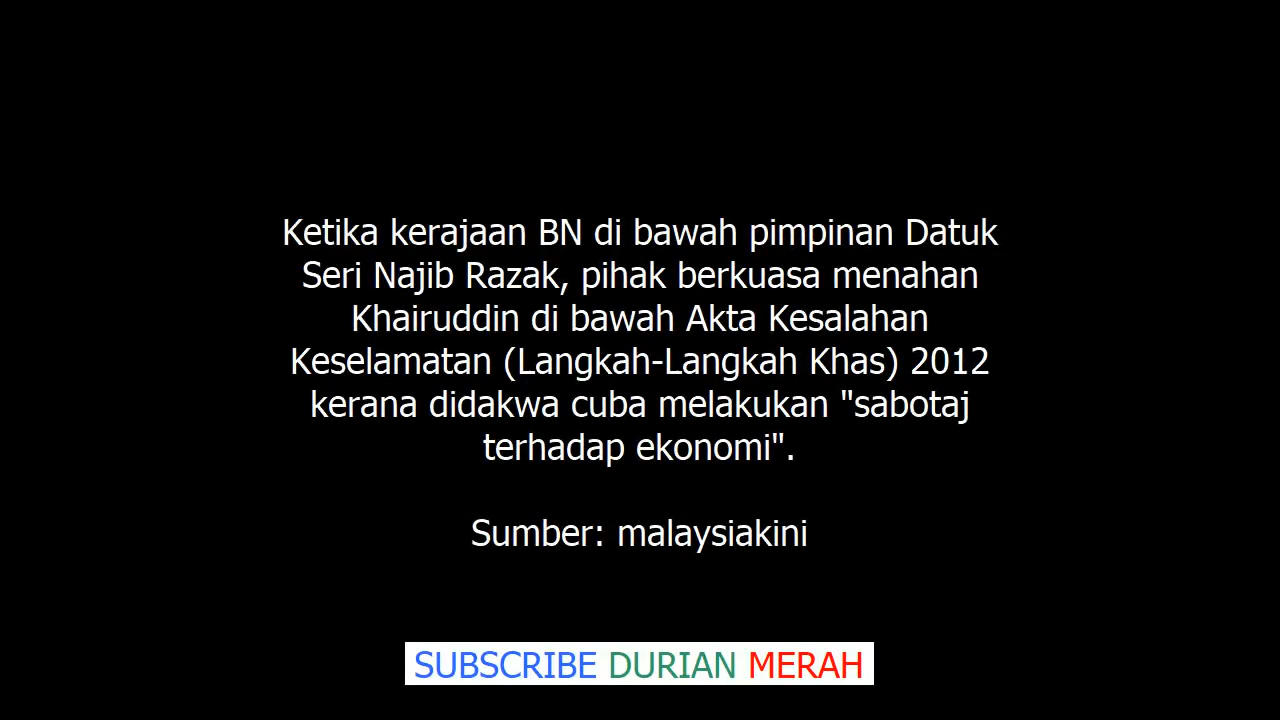 Ketika kerajaan BN di bawah pimpinan Datuk
Seri Najib Razak, pihak berkuasa menahan
Khairuddin di bawah Akta Kesalahan
Keselamatan (Langkah-Langkah Khas) 2012
kerana didakwa cuba melakukan "sabotaj
terhadap ekonomi".
Sumber: malaysiakini
SUBSCRIBE DURIAN MERAH